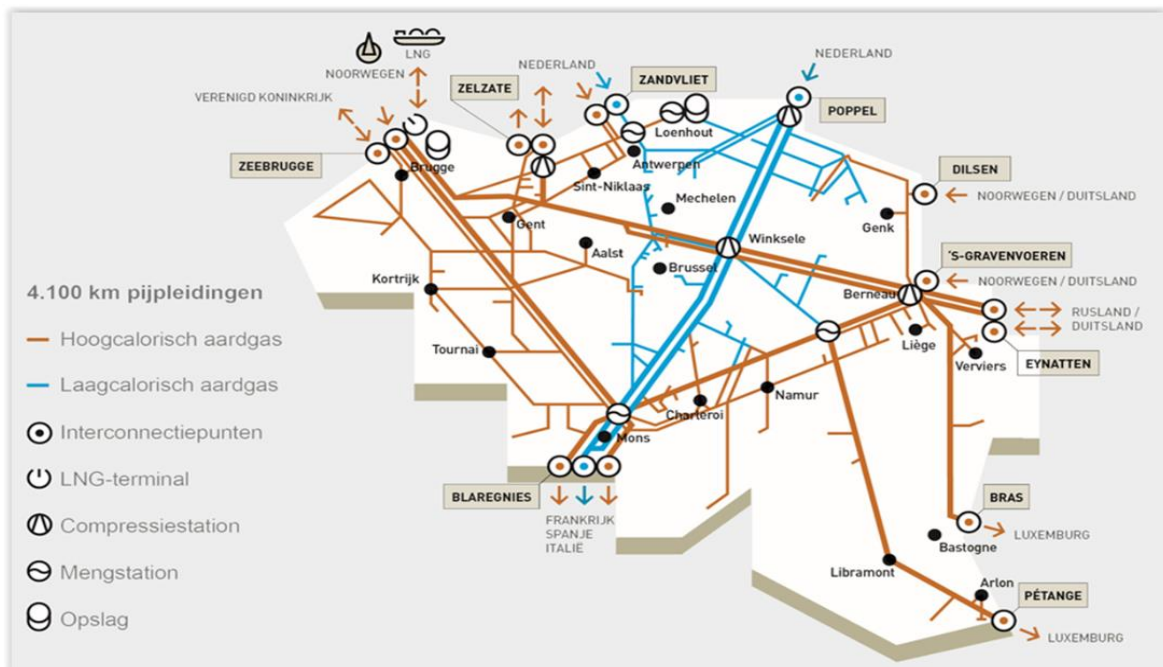 LNG
NOORWEGEN
NEDERLAND
NEDERLAND
ZANDVLIET
ZELZATE
VERENIGD KONINKRIJK
POPPEL
Loenhout
ZEEBRUGGE
Brugge
Antwerpen
Sint-Niklaas
DILSEN
NOORWEGEN / DUITSLAND
Mechelen
Gent
Genk
Winksele
Aalst
'S-GRAVENVOEREN
Brussel
NOORWEGEN / DUITSLAND
Kortrijk
Berneau
4.100 km pijpleidingen
RUSLAND /
DUITSLAND
Hoogcalorisch aardgas
Liège
Tournai
EYNATTEN
Verviers
Laagcalorisch aardgas
Namur
Charleroi
Interconnectiepunten
Mons
LNG-terminal
BLAREGNIES
BRAS
Compressiestation
FRANKRIJK
SPANJE
ITALIË
LUXEMBURG
Bastogne
Mengstation
Libramont
Arlon
PÉTANGE
Opslag
LUXEMBURG